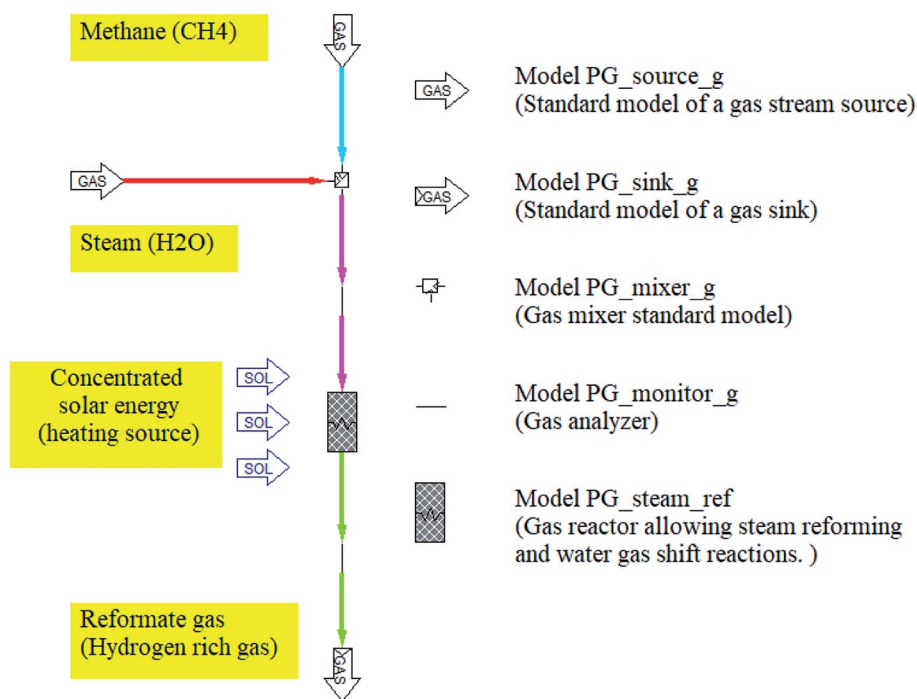 Methane (CH4)
GAS
GAS
Steam (H2O)
Concentrated
solar energy
(heating source)
SOL
SOL
SOL
Reformate gas
(Hydrogen rich gas)
GAS
GAS
Model PG_source_g
(Standard model of a gas stream source)
GAS
Model PG_sink_g
(Standard model of a gas sink)
Model PG_mixer_g
(Gas mixer standard model)
Model PG_monitor_g
(Gas analyzer)
Model PG_steam_ref
(Gas reactor allowing steam reforming
and water gas shift reactions. )